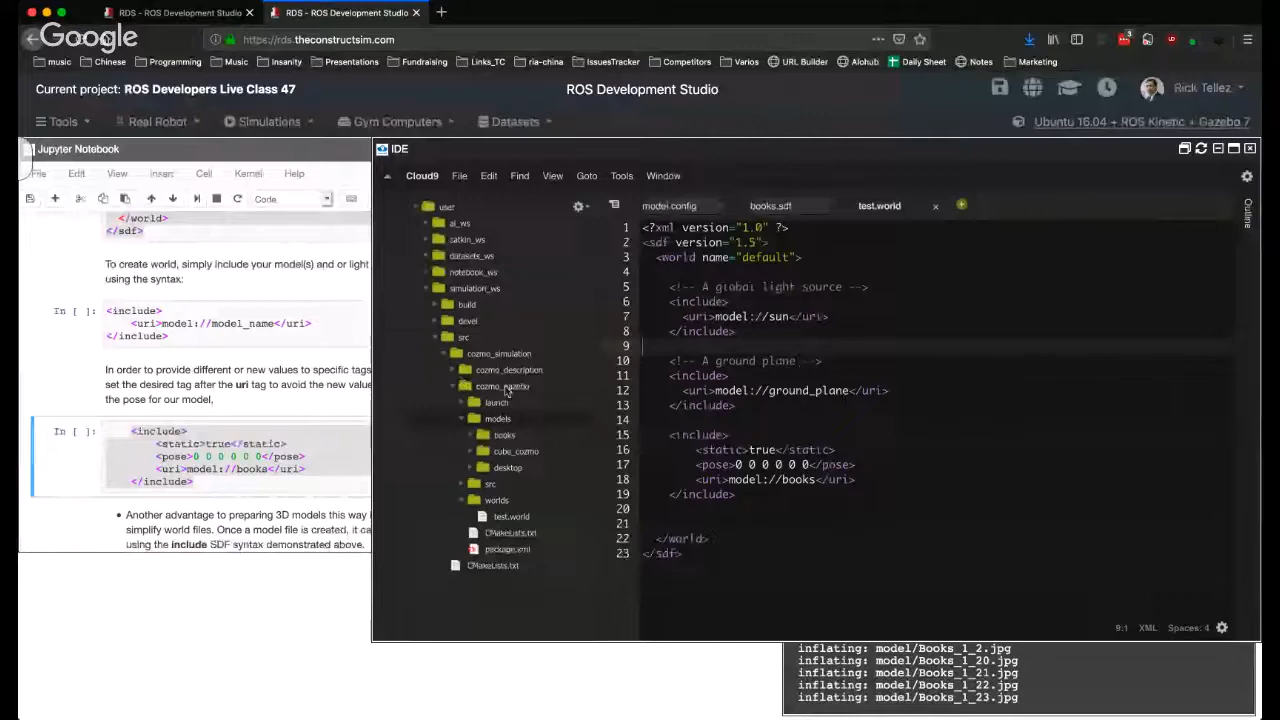 RDS - ROS Development Studio
RDS - ROS Development Studio
Google
https://rds.theconstructsim.com
music Chinese Programming Music Insanity Presentations Fundraising Links_TC ria-china IssuesTracker Competitors Varios URL Builder Alohub Daily Sheet Notes Marketing
Current project: ROS Developers Live Class 47
ROS Development Studio
Rick Tellez
Tools Real Robot Simulations Gym Computers Datasets
Ubuntu 16.04 + ROS Kinetic + Gazebo 7
Jupyter Notebook
File Edit View Insert Cell Kernel Help
Code
</world>
</sdf>
To create world, simply include your model(s) and or light
using the syntax:
In [ ]: <include>
<uri>model://model_name</uri>
</include>
In order to provide different or new values to specific tags
set the desired tag after the uri tag to avoid the new value
the pose for our model,
In [ ]: <include>
<static>true</static>
<pose>0 0 0 0 0 0</pose>
<uri>model://books</uri>
</include>
• Another advantage to preparing 3D models this way
simplify world files. Once a model file is created, it ca
using the include SDF syntax demonstrated above.
IDE
Cloud9 File Edit Find View Goto Tools Window
user
ai_ws
catkin_ws
datasets_ws
notebook_ws
simulation_ws
build
devel
src
cozmo_simulation
cozmo_description
cozmo_gazebo
launch
models
books
cube_cozmo
desktop
src
worlds
test.world
CMakeLists.txt
package.xml
CMakeLists.txt
model.config books.sdf test.world
Outline
1 <?xml version="1.0" ?>
2 <sdf version="1.5">
3 <world name="default">
4
5 <!-- A global light source -->
6 <include>
7 <uri>model://sun</uri>
8 </include>
9
10 <!-- A ground plane -->
11 <include>
12 <uri>model://ground_plane</uri>
13 </include>
14
15 <include>
16 <static>true</static>
17 <pose>0 0 0 0 0 0</pose>
18 <uri>model://books</uri>
19 </include>
20
21
22 </world>
23 </sdf>
9:1 XML Spaces: 4
inflating: model/Books_1_2.jpg
inflating: model/Books_1_20.jpg
inflating: model/Books_1_21.jpg
inflating: model/Books_1_22.jpg
inflating: model/Books_1_23.jpg